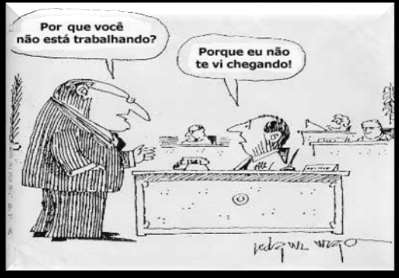 Por que você
não está trabalhando?
Porque eu não
te vi chegando!